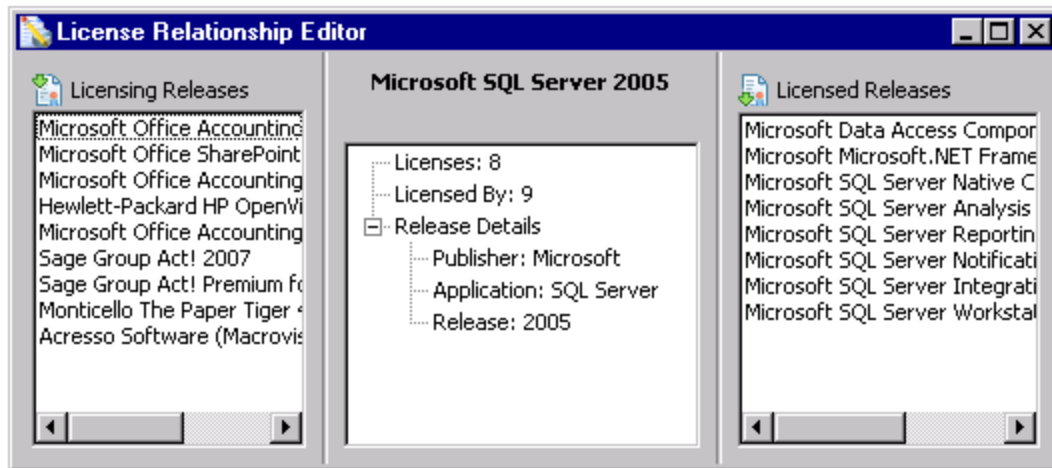 License Relationship Editor
Licensing Releases
Microsoft Office Accounting
Microsoft Office SharePoint
Microsoft Office Accounting
Hewlett-Packard HP OpenVi
Microsoft Office Accounting
Sage Group Act! 2007
Sage Group Act! Premium fo
Monticello The Paper Tiger
Acresso Software (Macrovis
Microsoft SQL Server 2005
Licenses: 8
Licensed By: 9
Release Details
Publisher: Microsoft
Application: SQL Server
Release: 2005
Licensed Releases
Microsoft Data Access Compor
Microsoft Microsoft.NET Frame
Microsoft SQL Server Native C
Microsoft SQL Server Analysis
Microsoft SQL Server Reportin
Microsoft SQL Server Notificati
Microsoft SQL Server Integrati
Microsoft SQL Server Workstal